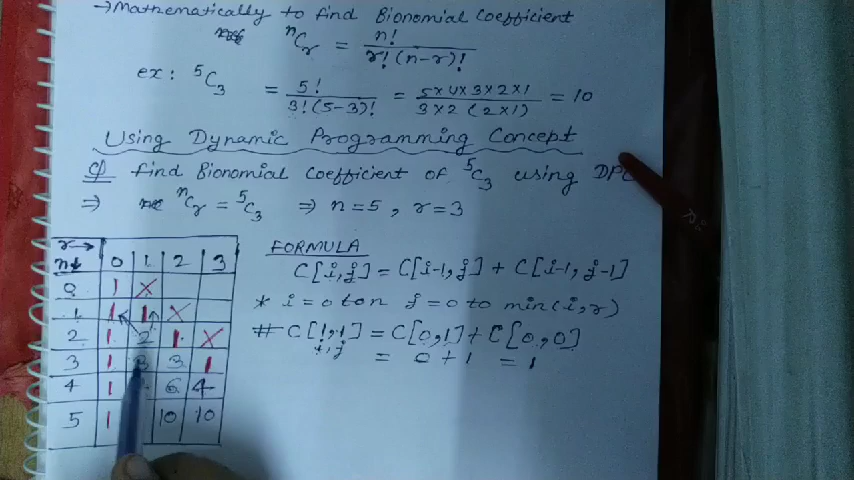 →Mathematically to find Bionomial Coefficient
nCr = n! / r!(n-r)!
ex: 5C3 = 5! / 3!(5-3)! = 5×4×3×2×1 / 3×2 (2×1) = 10
Using Dynamic Programming Concept
Q find Bionomial Coefficient of 5C3 using DPC
⇒ nCr = 5C3 ⇒ n=5, r=3
r→ n↓ 0 1 2 3
0 1 X
1 1 1 X
2 1 2 1 X
3 1 3 3 1
4 1 6 4
5 1 10 10
FORMULA
C[i,j] = C[i-1,j] + C[i-1,j-1]
* i=0 to n j=0 to min(i,r)
# C[1,1] = C[0,1] + C[0,0]
i,j
= 0+1 = 1